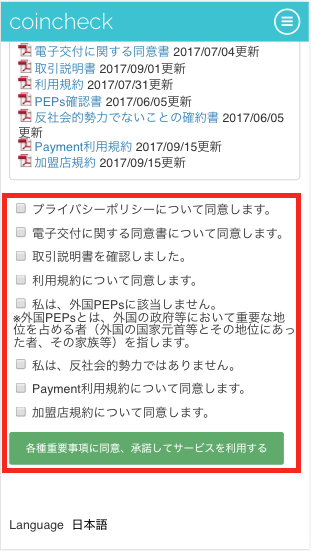 coincheck
電子交付に関する同意書 2017/07/04更新
取引説明書 2017/09/01更新
利用規約 2017/07/31更新
PEPs確認書 2017/06/05更新
反社会的勢力でないことの確約書 2017/06/05
更新
Payment利用規約 2017/09/15更新
加盟店規約 2017/09/15更新
プライバシーポリシーについて同意します。
電子交付に関する同意書について同意します。
取引説明書を確認しました。
利用規約について同意します。
私は、外国PEPsに該当しません。
※外国PEPsとは、外国の政府等において重要な地
位を占める者（外国の国家元首等とその地位にあっ
た者、その家族等）を指します。
私は、反社会的勢力ではありません。
Payment利用規約について同意します。
加盟店規約について同意します。
各種重要事項に同意、承諾してサービスを利用する
Language 日本語